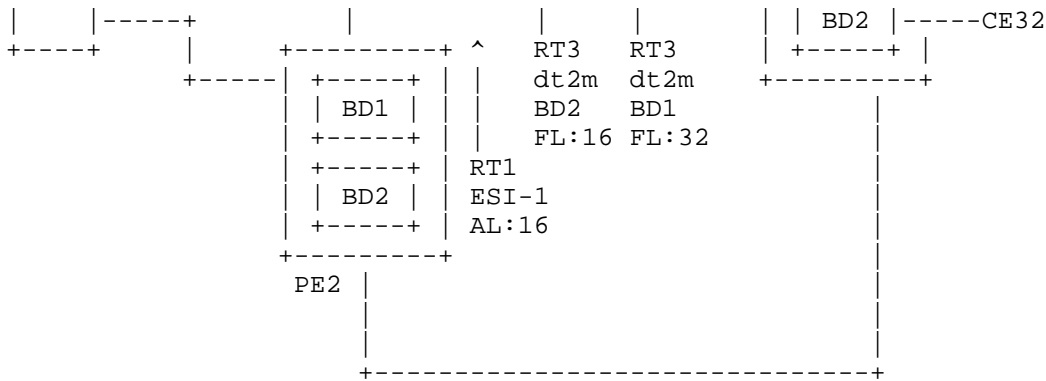 |    |-----+          |           |     |       | | BD2 |-----CE32
+----+     |     +---------+ ^   RT3   RT3      | +-----+ |
           +-----| +-----+ | |   dt2m  dt2m     +---------+
                 | | BD1 | | |   BD2   BD1            |
                 | +-----+ | |   FL:16 FL:32          |
                 | +-----+ | RT1                      |
                 | | BD2 | | ESI-1                    |
                 | +-----+ | AL:16                    |
                 +---------+                          |
                  PE2 |                               |
                      |                               |
                      |                               |
                      +-------------------------------+